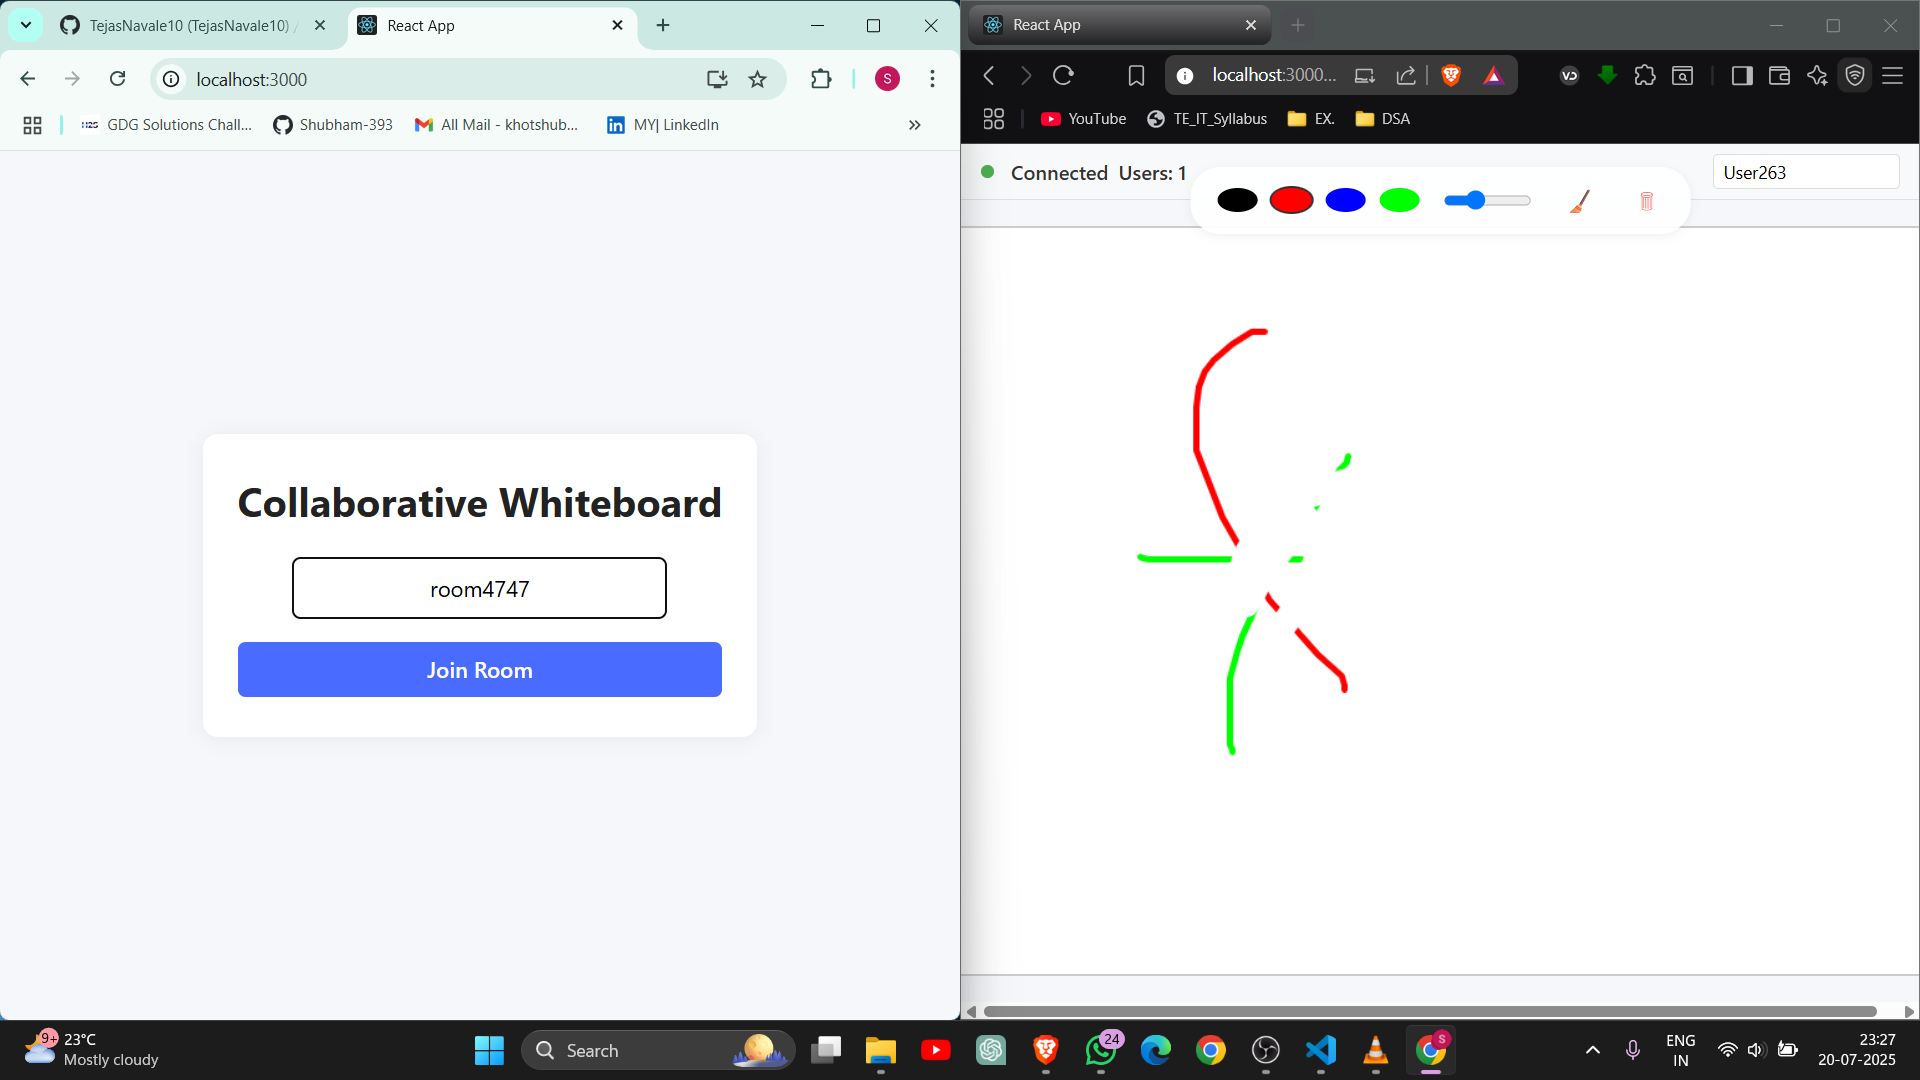 TejasNavale10 (TejasNavale10) /
React App
localhost:3000
S
GDG Solutions Chall...
Shubham-393
All Mail - khotshub...
MY| LinkedIn
Collaborative Whiteboard
room4747
Join Room
React App
localhost:3000...
VD
YouTube
TE_IT_Syllabus
EX.
DSA
Connected Users: 1
User263
9+
23°C
Mostly cloudy
Search
24
S
ENG
IN
23:27
20-07-2025